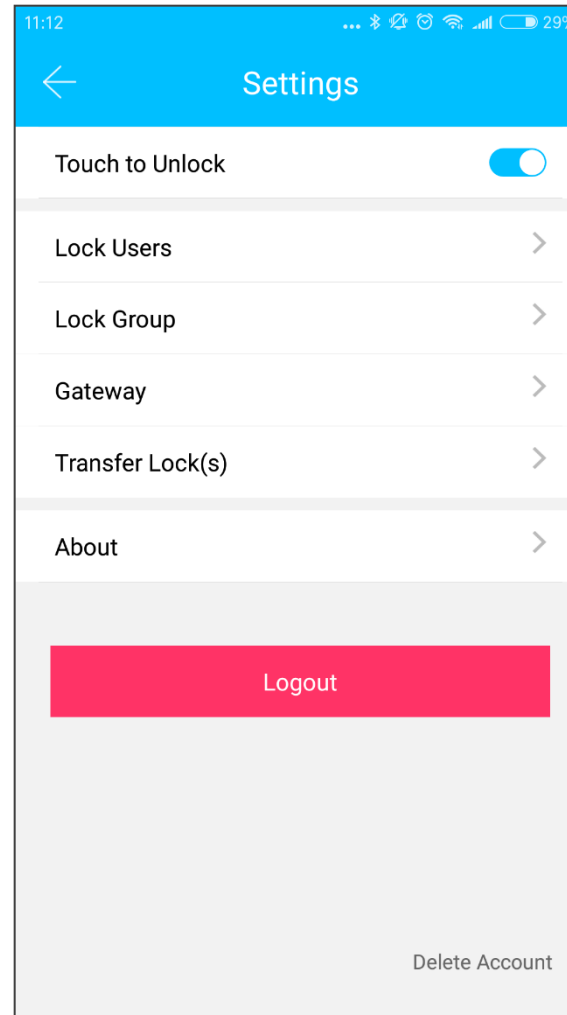 11:12 29%
Settings
Touch to Unlock
Lock Users
Lock Group
Gateway
Transfer Lock(s)
About
Logout
Delete Account